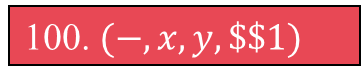 100. (−, x, y, $$1)